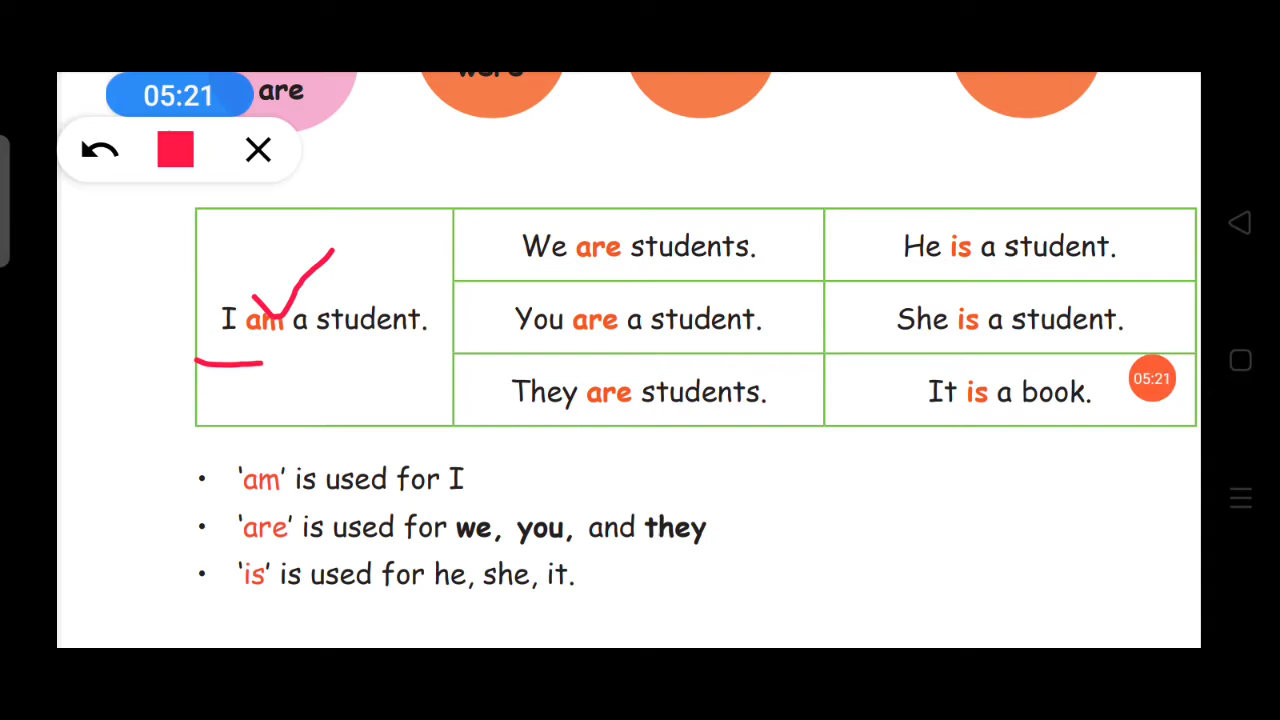 05:21
are
I am a student.
We are students.
He is a student.
You are a student.
She is a student.
They are students.
It is a book.
05:21
• 'am' is used for I
• 'are' is used for we, you, and they
• 'is' is used for he, she, it.